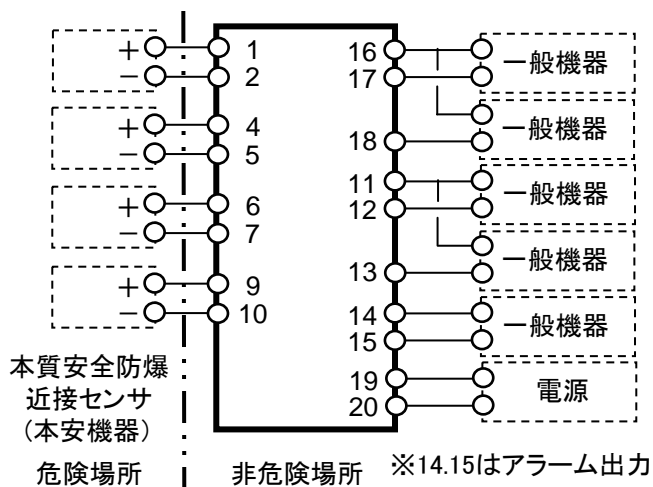 + 1 16 一般機器
− 2 17
+ 4 一般機器
− 5 18
+ 6 11 一般機器
− 7 12
一般機器
+ 9 13
− 10 14 一般機器
15
本質安全防爆 19 電源
近接センサ 20
(本安機器)
危険場所 非危険場所 ※14.15はアラーム出力